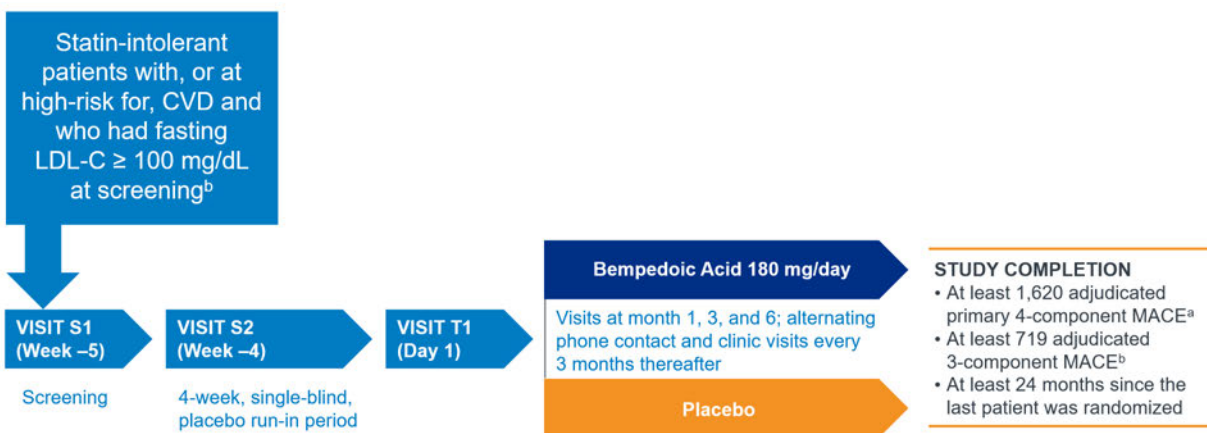 Statin-intolerant
patients with, or at
high-risk for, CVD and
who had fasting
LDL-C ≥ 100 mg/dL
at screeningᵇ
VISIT S1
(Week –5)
Screening
VISIT S2
(Week –4)
4-week, single-blind,
placebo run-in period
VISIT T1
(Day 1)
Bempedoic Acid 180 mg/day
Visits at month 1, 3, and 6; alternating
phone contact and clinic visits every
3 months thereafter
Placebo
STUDY COMPLETION
• At least 1,620 adjudicated
primary 4-component MACEᵃ
• At least 719 adjudicated
3-component MACEᵇ
• At least 24 months since the
last patient was randomized